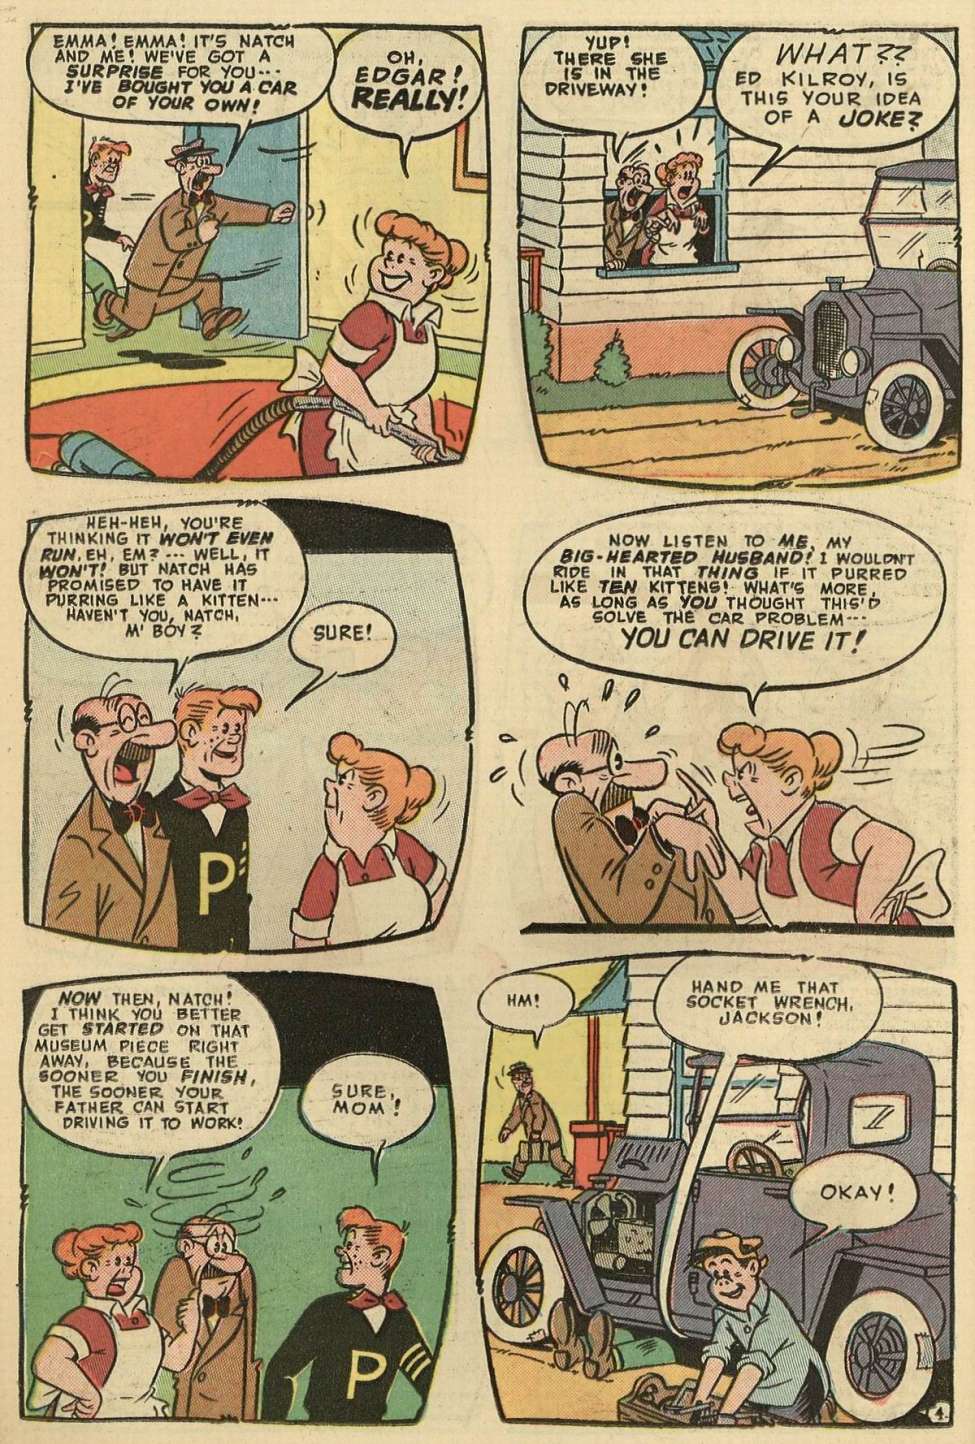 EMMA! EMMA! IT'S NATCH
AND ME! WE'VE GOT A
SURPRISE FOR YOU---
I'VE BOUGHT YOU A CAR
OF YOUR OWN!
OH,
EDGAR!
REALLY!
YUP!
THERE SHE
IS IN THE
DRIVEWAY!
WHAT??
ED KILROY, IS
THIS YOUR IDEA
OF A JOKE?
HEH-HEH, YOU'RE
THINKING IT WON'T EVEN
RUN, EH, EM? --- WELL, IT
WON'T! BUT NATCH HAS
PROMISED TO HAVE IT
PURRING LIKE A KITTEN---
HAVEN'T YOU, NATCH,
M' BOY?
SURE!
P
NOW LISTEN TO ME, MY
BIG-HEARTED HUSBAND! I WOULDN'T
RIDE IN THAT THING IF IT PURRED
LIKE TEN KITTENS! WHAT'S MORE,
AS LONG AS YOU THOUGHT THIS'D
SOLVE THE CAR PROBLEM---
YOU CAN DRIVE IT!
NOW THEN, NATCH!
I THINK YOU BETTER
GET STARTED ON THAT
MUSEUM PIECE RIGHT
AWAY, BECAUSE THE
SOONER YOU FINISH,
THE SOONER YOUR
FATHER CAN START
DRIVING IT TO WORK!
SURE,
MOM!
P
HM!
HAND ME THAT
SOCKET WRENCH,
JACKSON!
OKAY!
4